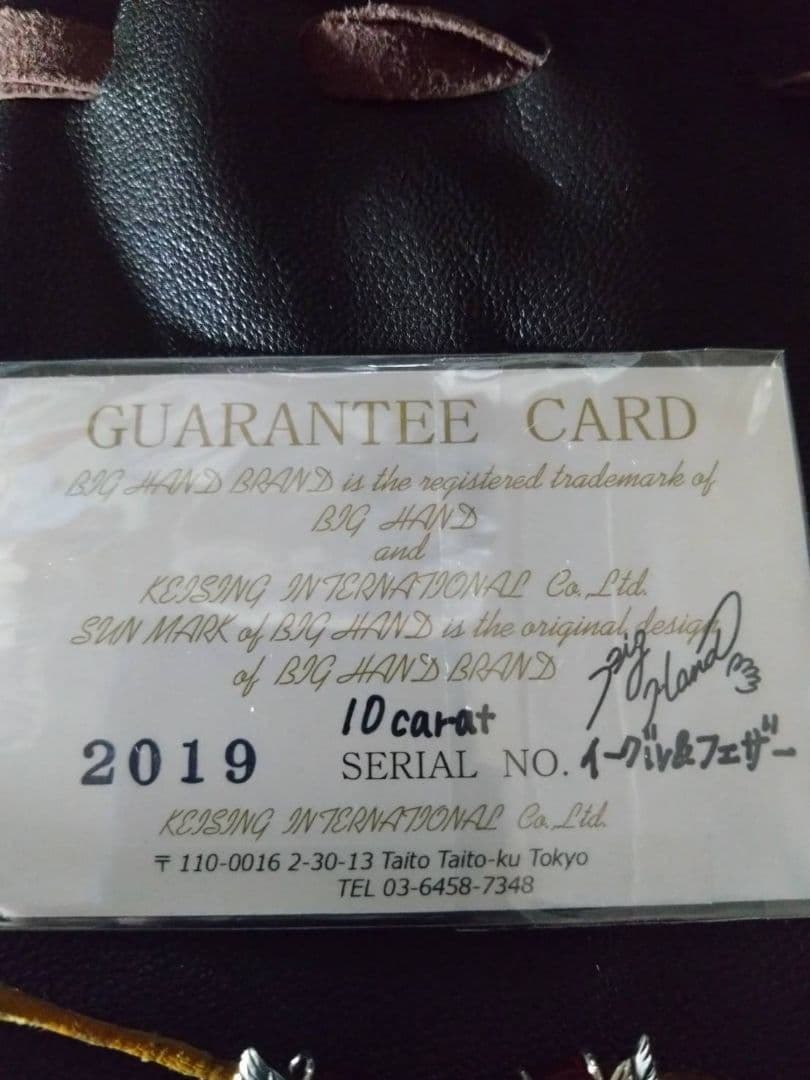 GUARANTEE CARD
BIG HAND BRAND is the registered trademark of
BIG HAND
and
KEISING INTERNATIONAL Co.,Ltd.
SUN MARK of BIG HAND is the original design
of BIG HAND BRAND
Big Hand
10 carat
2019 SERIAL NO. イーグル&フェザー
KEISING INTERNATIONAL Co.,Ltd.
〒110-0016 2-30-13 Taito Taito-ku Tokyo
TEL 03-6458-7348